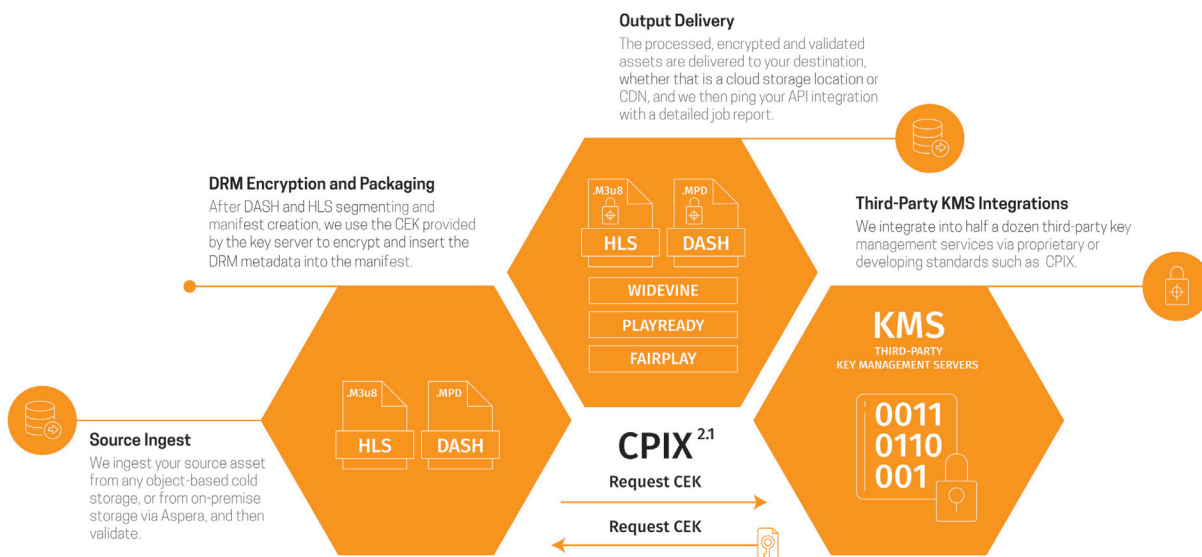 Output Delivery
The processed, encrypted and validated
assets are delivered to your destination,
whether that is a cloud storage location or
CDN, and we then ping your API integration
with a detailed job report.
DRM Encryption and Packaging
After DASH and HLS segmenting and
manifest creation, we use the CEK provided
by the key server to encrypt and insert the
DRM metadata into the manifest.
.M3u8
.MPD
HLS
DASH
WIDEVINE
PLAYREADY
FAIRPLAY
Third-Party KMS Integrations
We integrate into half a dozen third-party key
management services via proprietary or
developing standards such as CPIX.
KMS
THIRD-PARTY
KEY MANAGEMENT SERVERS
0011
0110
001
.M3u8
.MPD
HLS
DASH
Source Ingest
We ingest your source asset
from any object-based cold
storage, or from on-premise
storage via Aspera, and then
validate.
CPIX 2.1
Request CEK
Request CEK